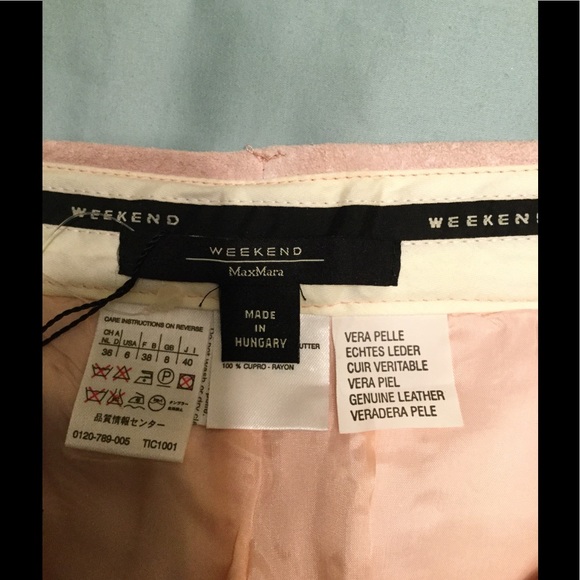 WEEKEND
WEEKEND
WEEKEND
MaxMara
MADE
IN
HUNGARY
CARE INSTRUCTIONS ON REVERSE
CH A
NL D USA F B GB J I
36 6 38 8 40
品質情報センター
0120-789-005 TIC1001
100 % CUPRO - RAYON
VERA PELLE
ECHTES LEDER
CUIR VERITABLE
VERA PIEL
GENUINE LEATHER
VERADERA PELE